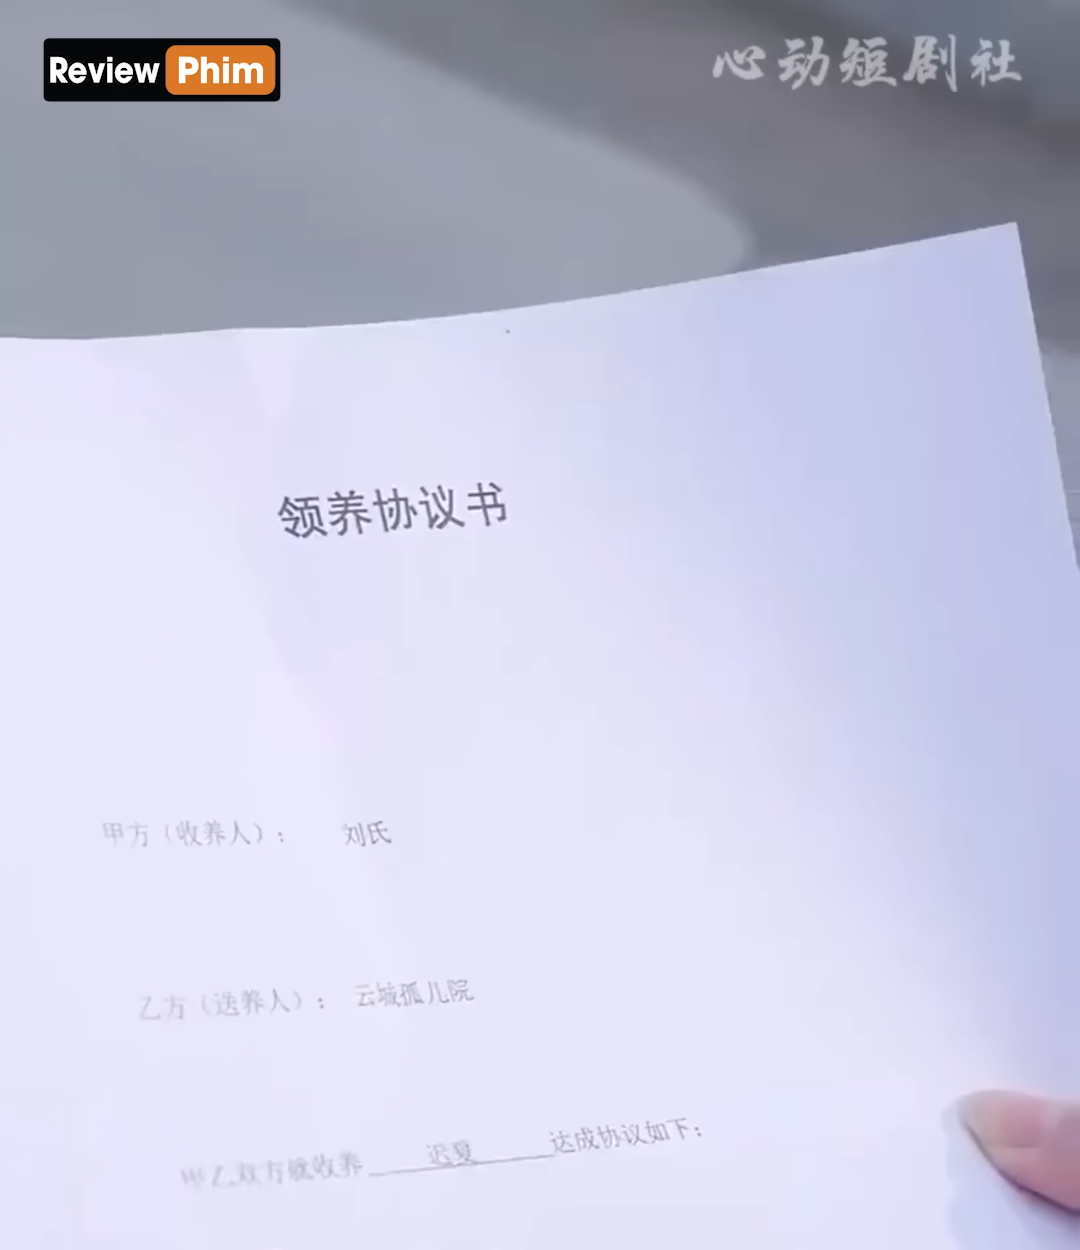 Review Phim
心动短剧社
领养协议书
甲方（收养人）： 刘氏
乙方（送养人）： 云城孤儿院
甲乙双方就收养 迟夏 达成协议如下：